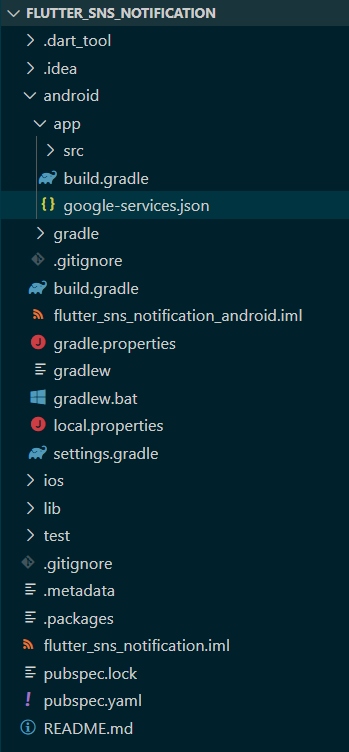 FLUTTER_SNS_NOTIFICATION
.dart_tool
.idea
android
app
src
build.gradle
{} google-services.json
gradle
.gitignore
build.gradle
flutter_sns_notification_android.iml
J gradle.properties
gradlew
gradlew.bat
J local.properties
settings.gradle
ios
lib
test
.gitignore
.metadata
.packages
flutter_sns_notification.iml
pubspec.lock
! pubspec.yaml
README.md